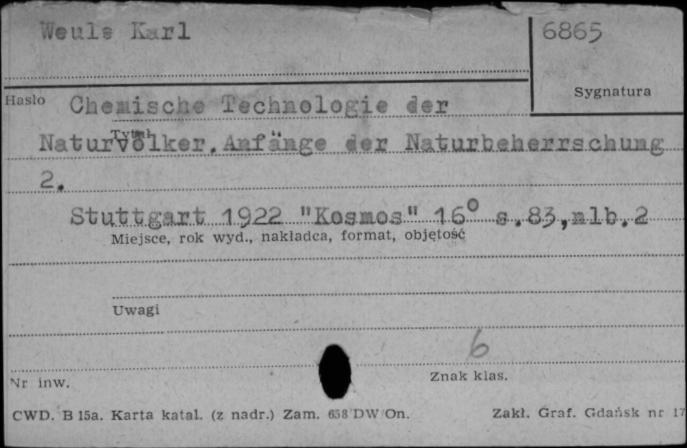 Weule Karl
6865
Sygnatura
Hasło Chemische Technologie der
Tytuł
Naturvölker. Anfänge der Naturbeherrschung
2.
Stuttgart 1922 "Kosmos" 16° s.83,nlb.2
Miejsce, rok wyd., nakładca, format, objętość
Uwagi
6
Nr inw.
Znak klas.
CWD. B 15a. Karta katal. (z nadr.) Zam. 658 DW/On. Zakł. Graf. Gdańsk nr 17